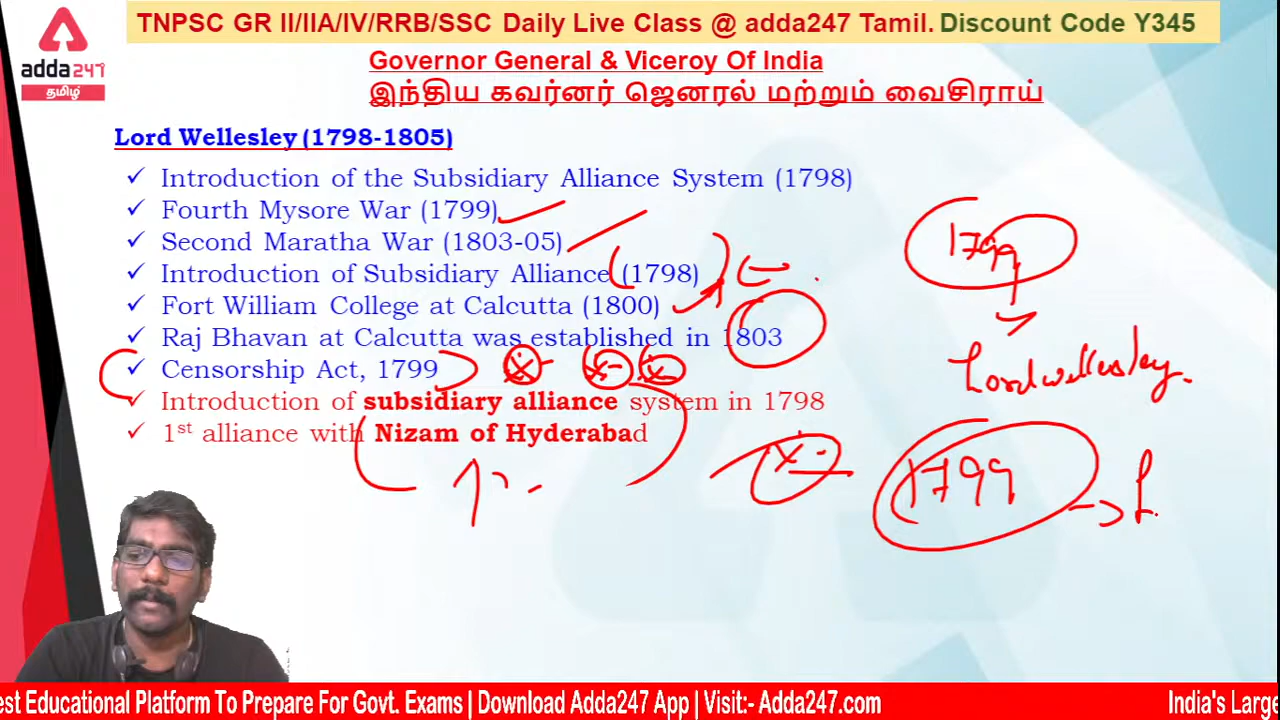 TNPSC GR II/IIA/IV/RRB/SSC Daily Live Class @ adda247 Tamil. Discount Code Y345
adda247
தமிழ்
Governor General & Viceroy Of India
இந்திய கவர்னர் ஜெனரல் மற்றும் வைசிராய்
Lord Wellesley (1798-1805)
✓ Introduction of the Subsidiary Alliance System (1798)
✓ Fourth Mysore War (1799)
✓ Second Maratha War (1803-05)
✓ Introduction of Subsidiary Alliance (1798)
✓ Fort William College at Calcutta (1800)
✓ Raj Bhavan at Calcutta was established in 1803
✓ Censorship Act, 1799
✓ Introduction of subsidiary alliance system in 1798
✓ 1st alliance with Nizam of Hyderabad
1799
Lord wellesley.
1799 → L
est Educational Platform To Prepare For Govt. Exams | Download Adda247 App | Visit:- Adda247.com
India's Large